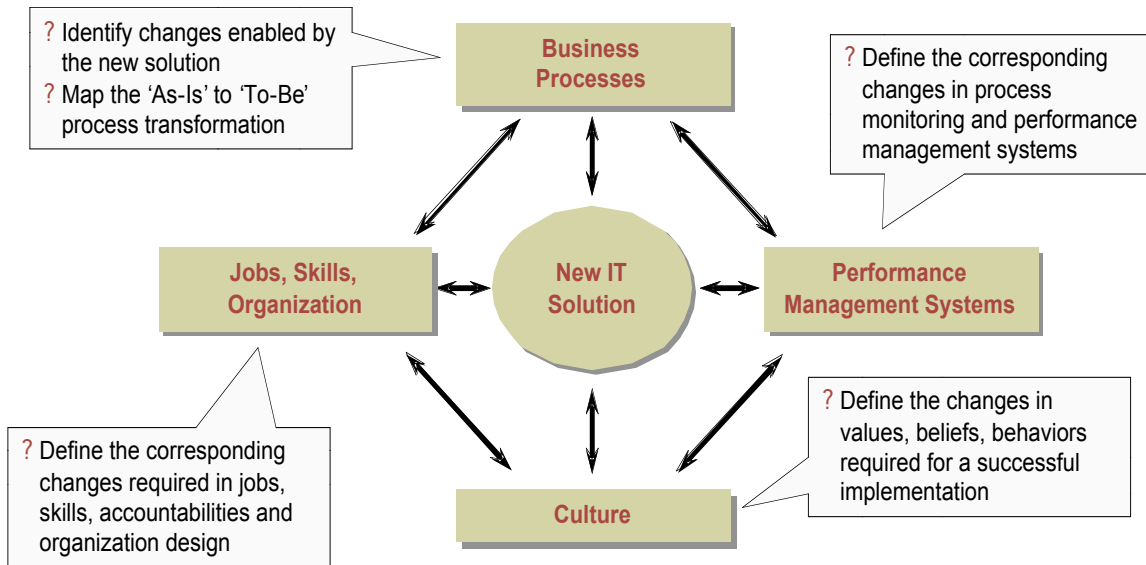 ? Identify changes enabled by
the new solution
? Map the ‘As-Is’ to ‘To-Be’
process transformation
Business
Processes
? Define the corresponding
changes in process
monitoring and performance
management systems
Jobs, Skills,
Organization
New IT
Solution
Performance
Management Systems
? Define the corresponding
changes required in jobs,
skills, accountabilities and
organization design
Culture
? Define the changes in
values, beliefs, behaviors
required for a successful
implementation